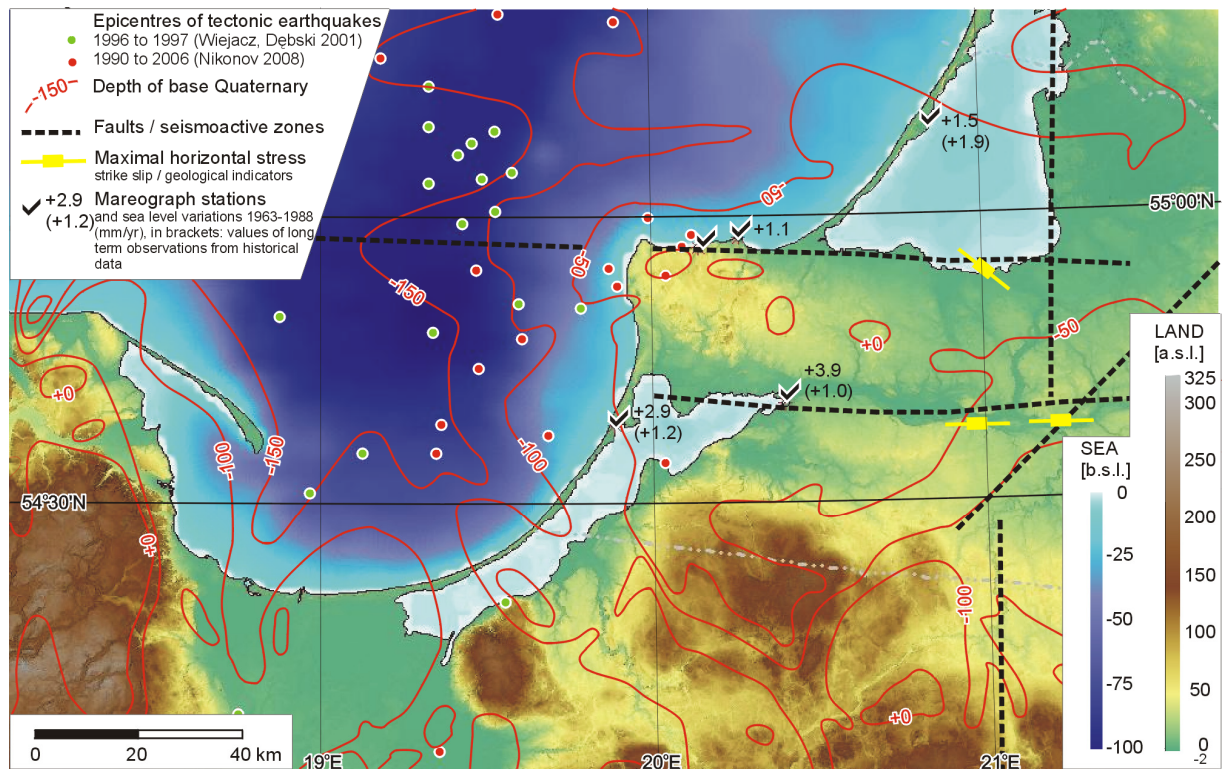 Epicentres of tectonic earthquakes
1996 to 1997 (Wiejacz, Dębski 2001)
1990 to 2006 (Nikonov 2008)
-150
Depth of base Quaternary
Faults / seismoactive zones
Maximal horizontal stress
strike slip / geological indicators
+2.9
(+1.2)
Mareograph stations
and sea level variations 1963-1988
(mm/yr), in brackets: values of long
term observations from historical
data
+1.5
(+1.9)
-50
55°00'N
+1.1
-50
-150
-50
+0
+3.9
(+1.0)
+0
+2.9
(+1.2)
-100
-150
-100
54°30'N
+0
-100
+0
LAND
[a.s.l.]
325
300
250
200
150
100
50
0
-2
SEA
[b.s.l.]
0
-25
-50
-75
-100
0
20
40 km
19°E
20°E
21°E